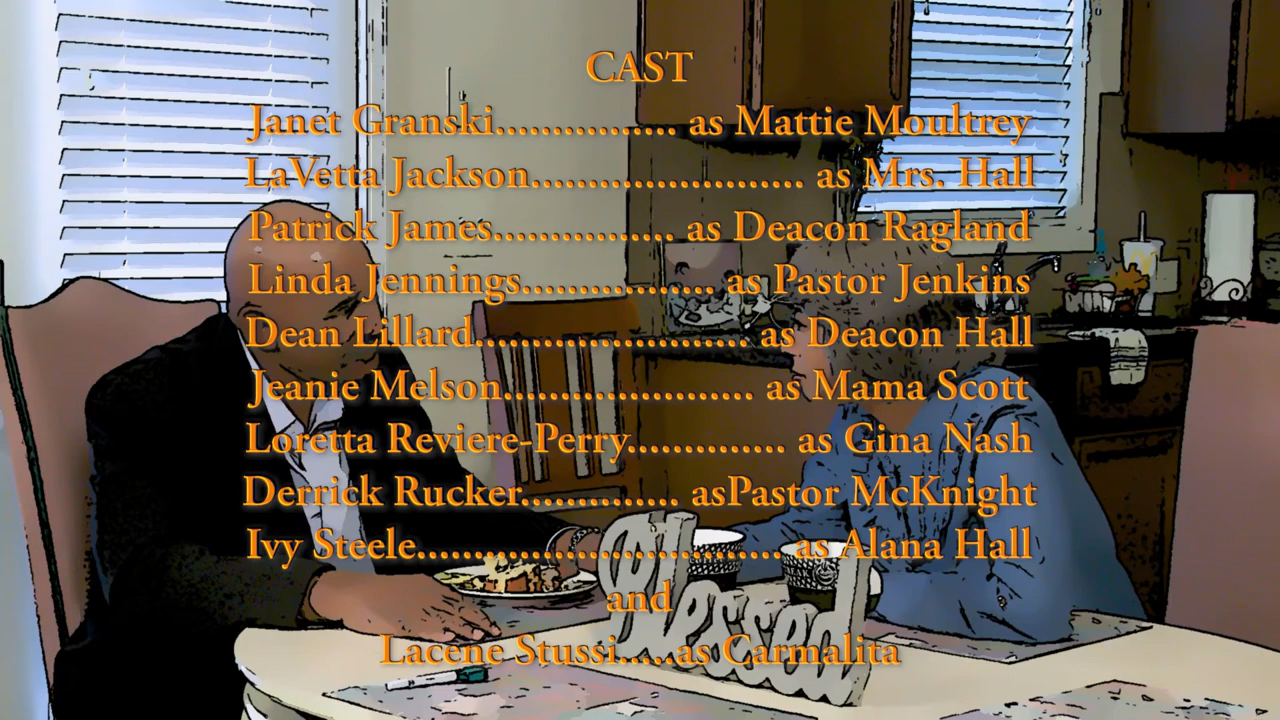 CAST
Janet Granski................ as Mattie Moultrey
LaVetta Jackson........................ as Mrs. Hall
Patrick James................ as Deacon Ragland
Linda Jennings................. as Pastor Jenkins
Dean Lillard........................ as Deacon Hall
Jeanie Melson...................... as Mama Scott
Loretta Reviere-Perry.............. as Gina Nash
Derrick Rucker.............. asPastor McKnight
Ivy Steele................................ as Alana Hall
and
Blessed
Lacene Stussi.....as Carmalita